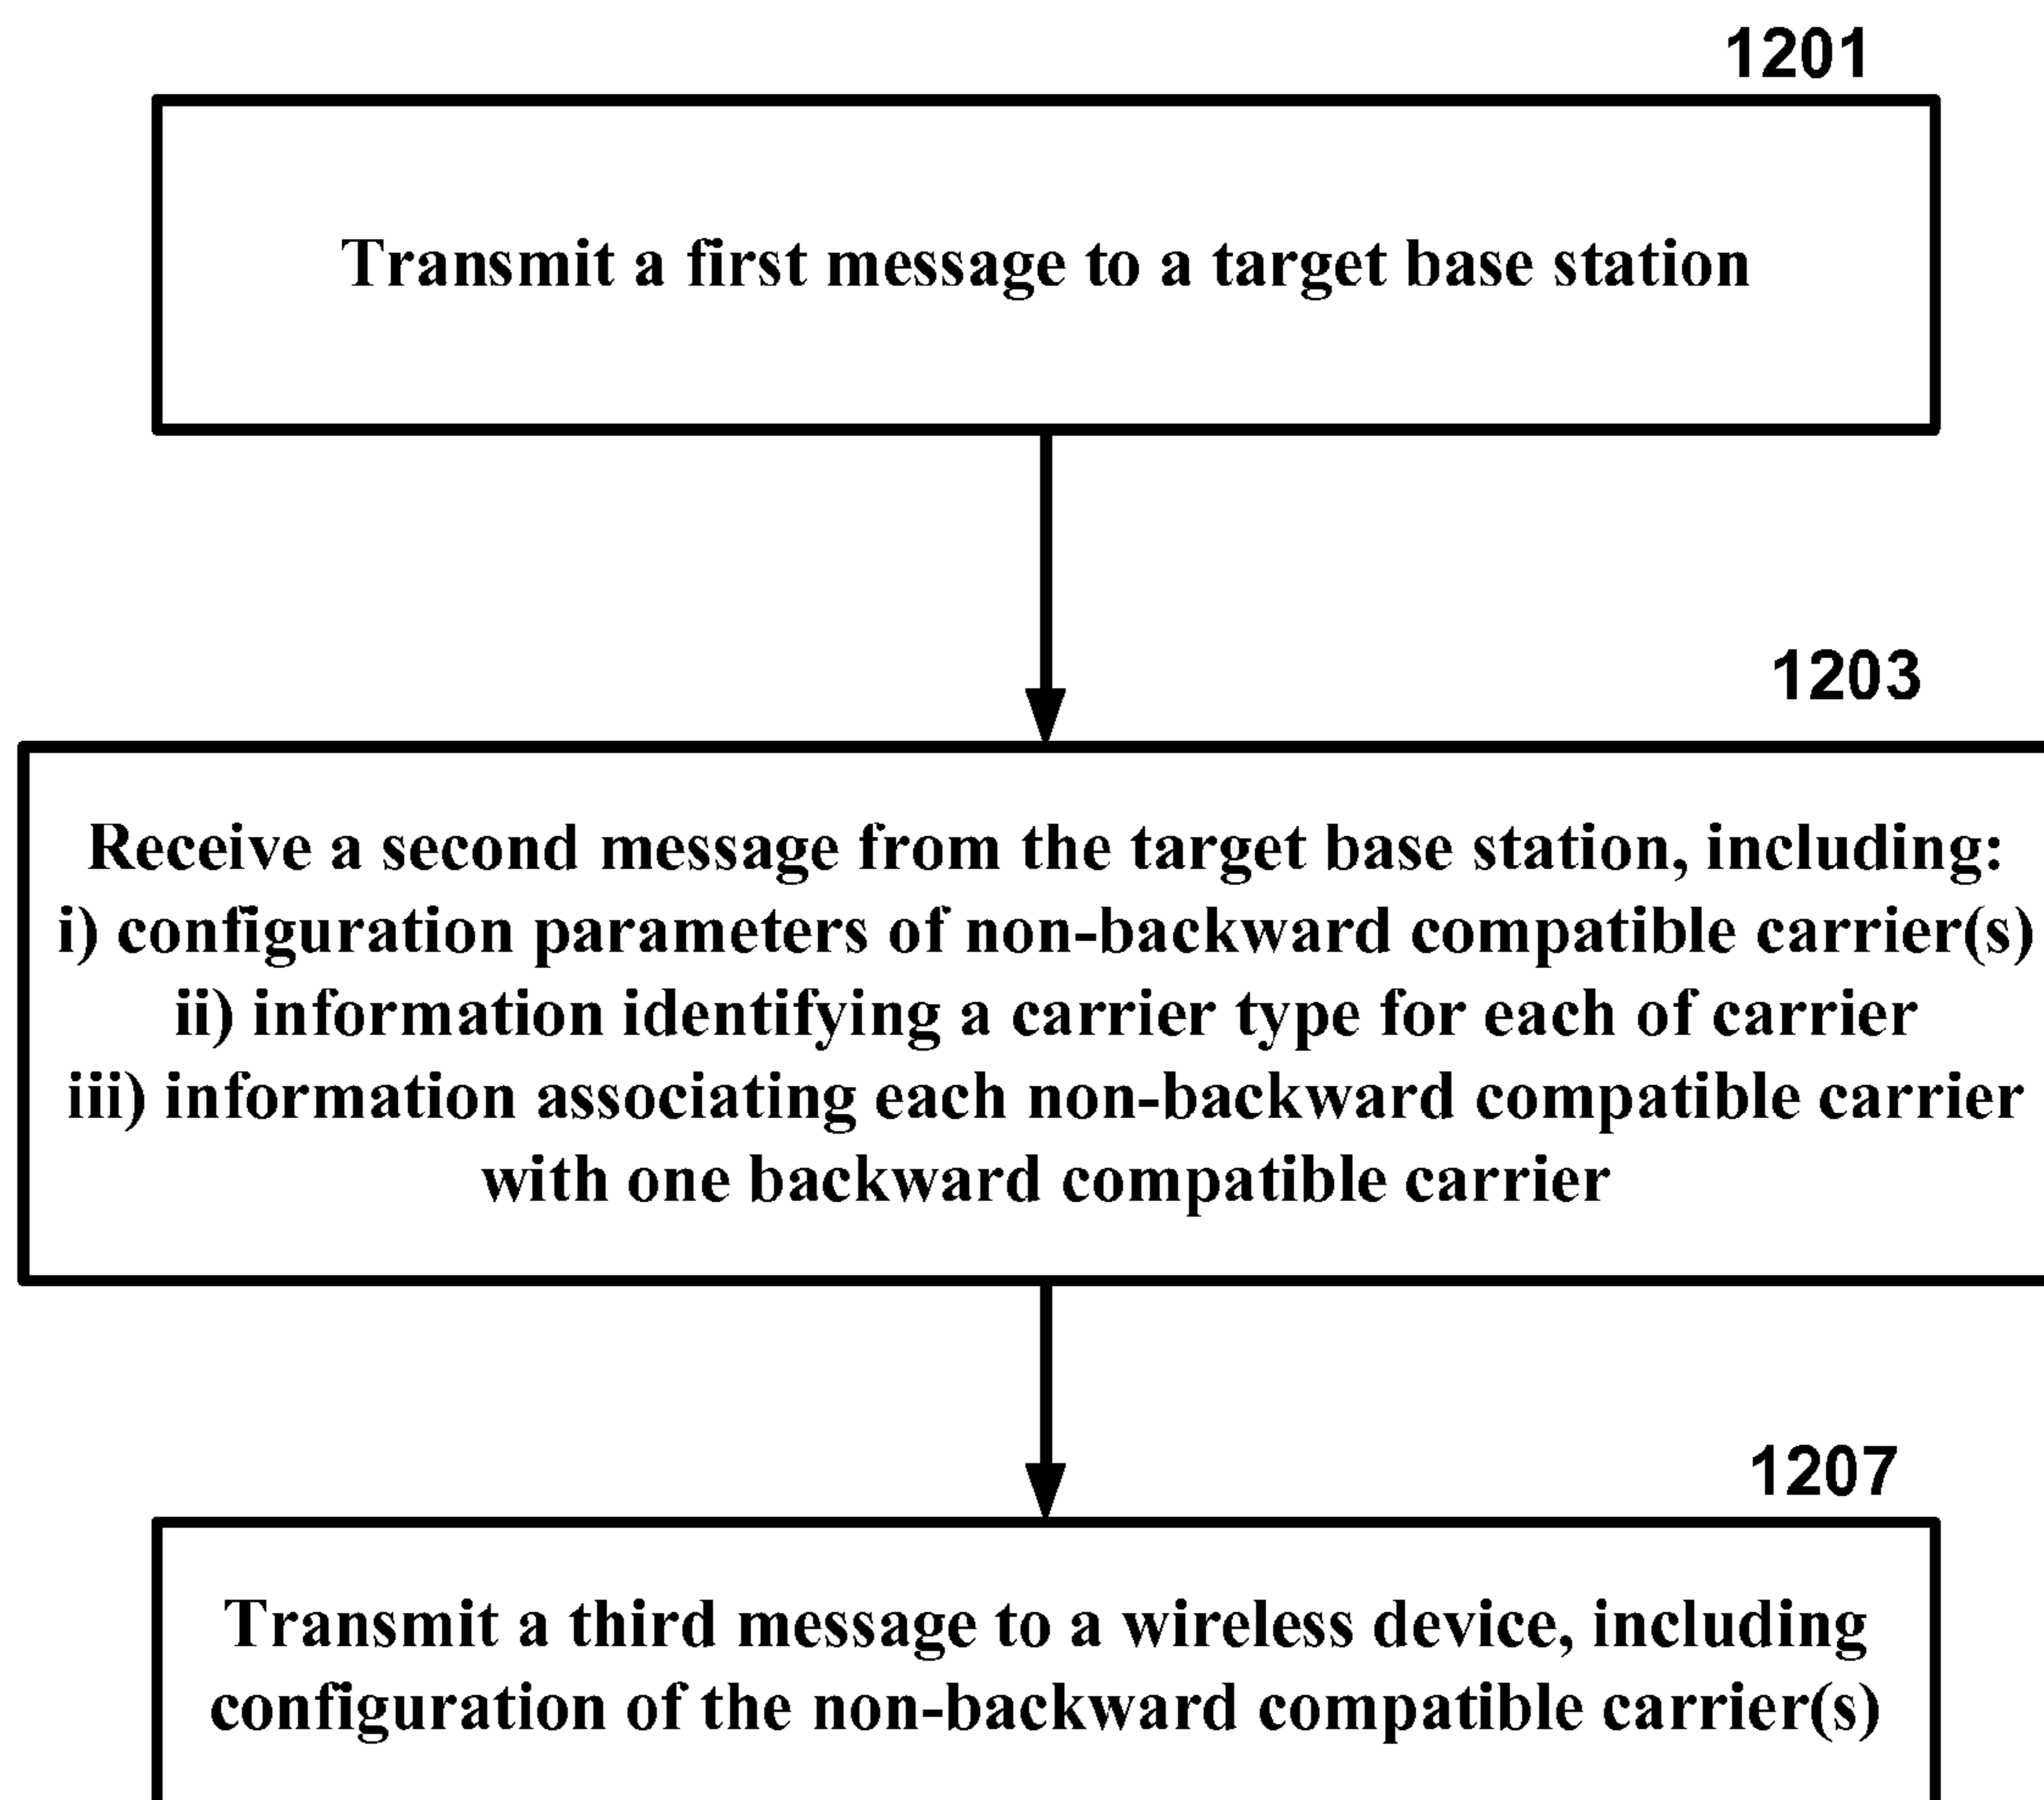 1201
Transmit a first message to a target base station
1203
Receive a second message from the target base station, including:
i) configuration parameters of non-backward compatible carrier(s)
ii) information identifying a carrier type for each of carrier
iii) information associating each non-backward compatible carrier
with one backward compatible carrier
1207
Transmit a third message to a wireless device, including
configuration of the non-backward compatible carrier(s)